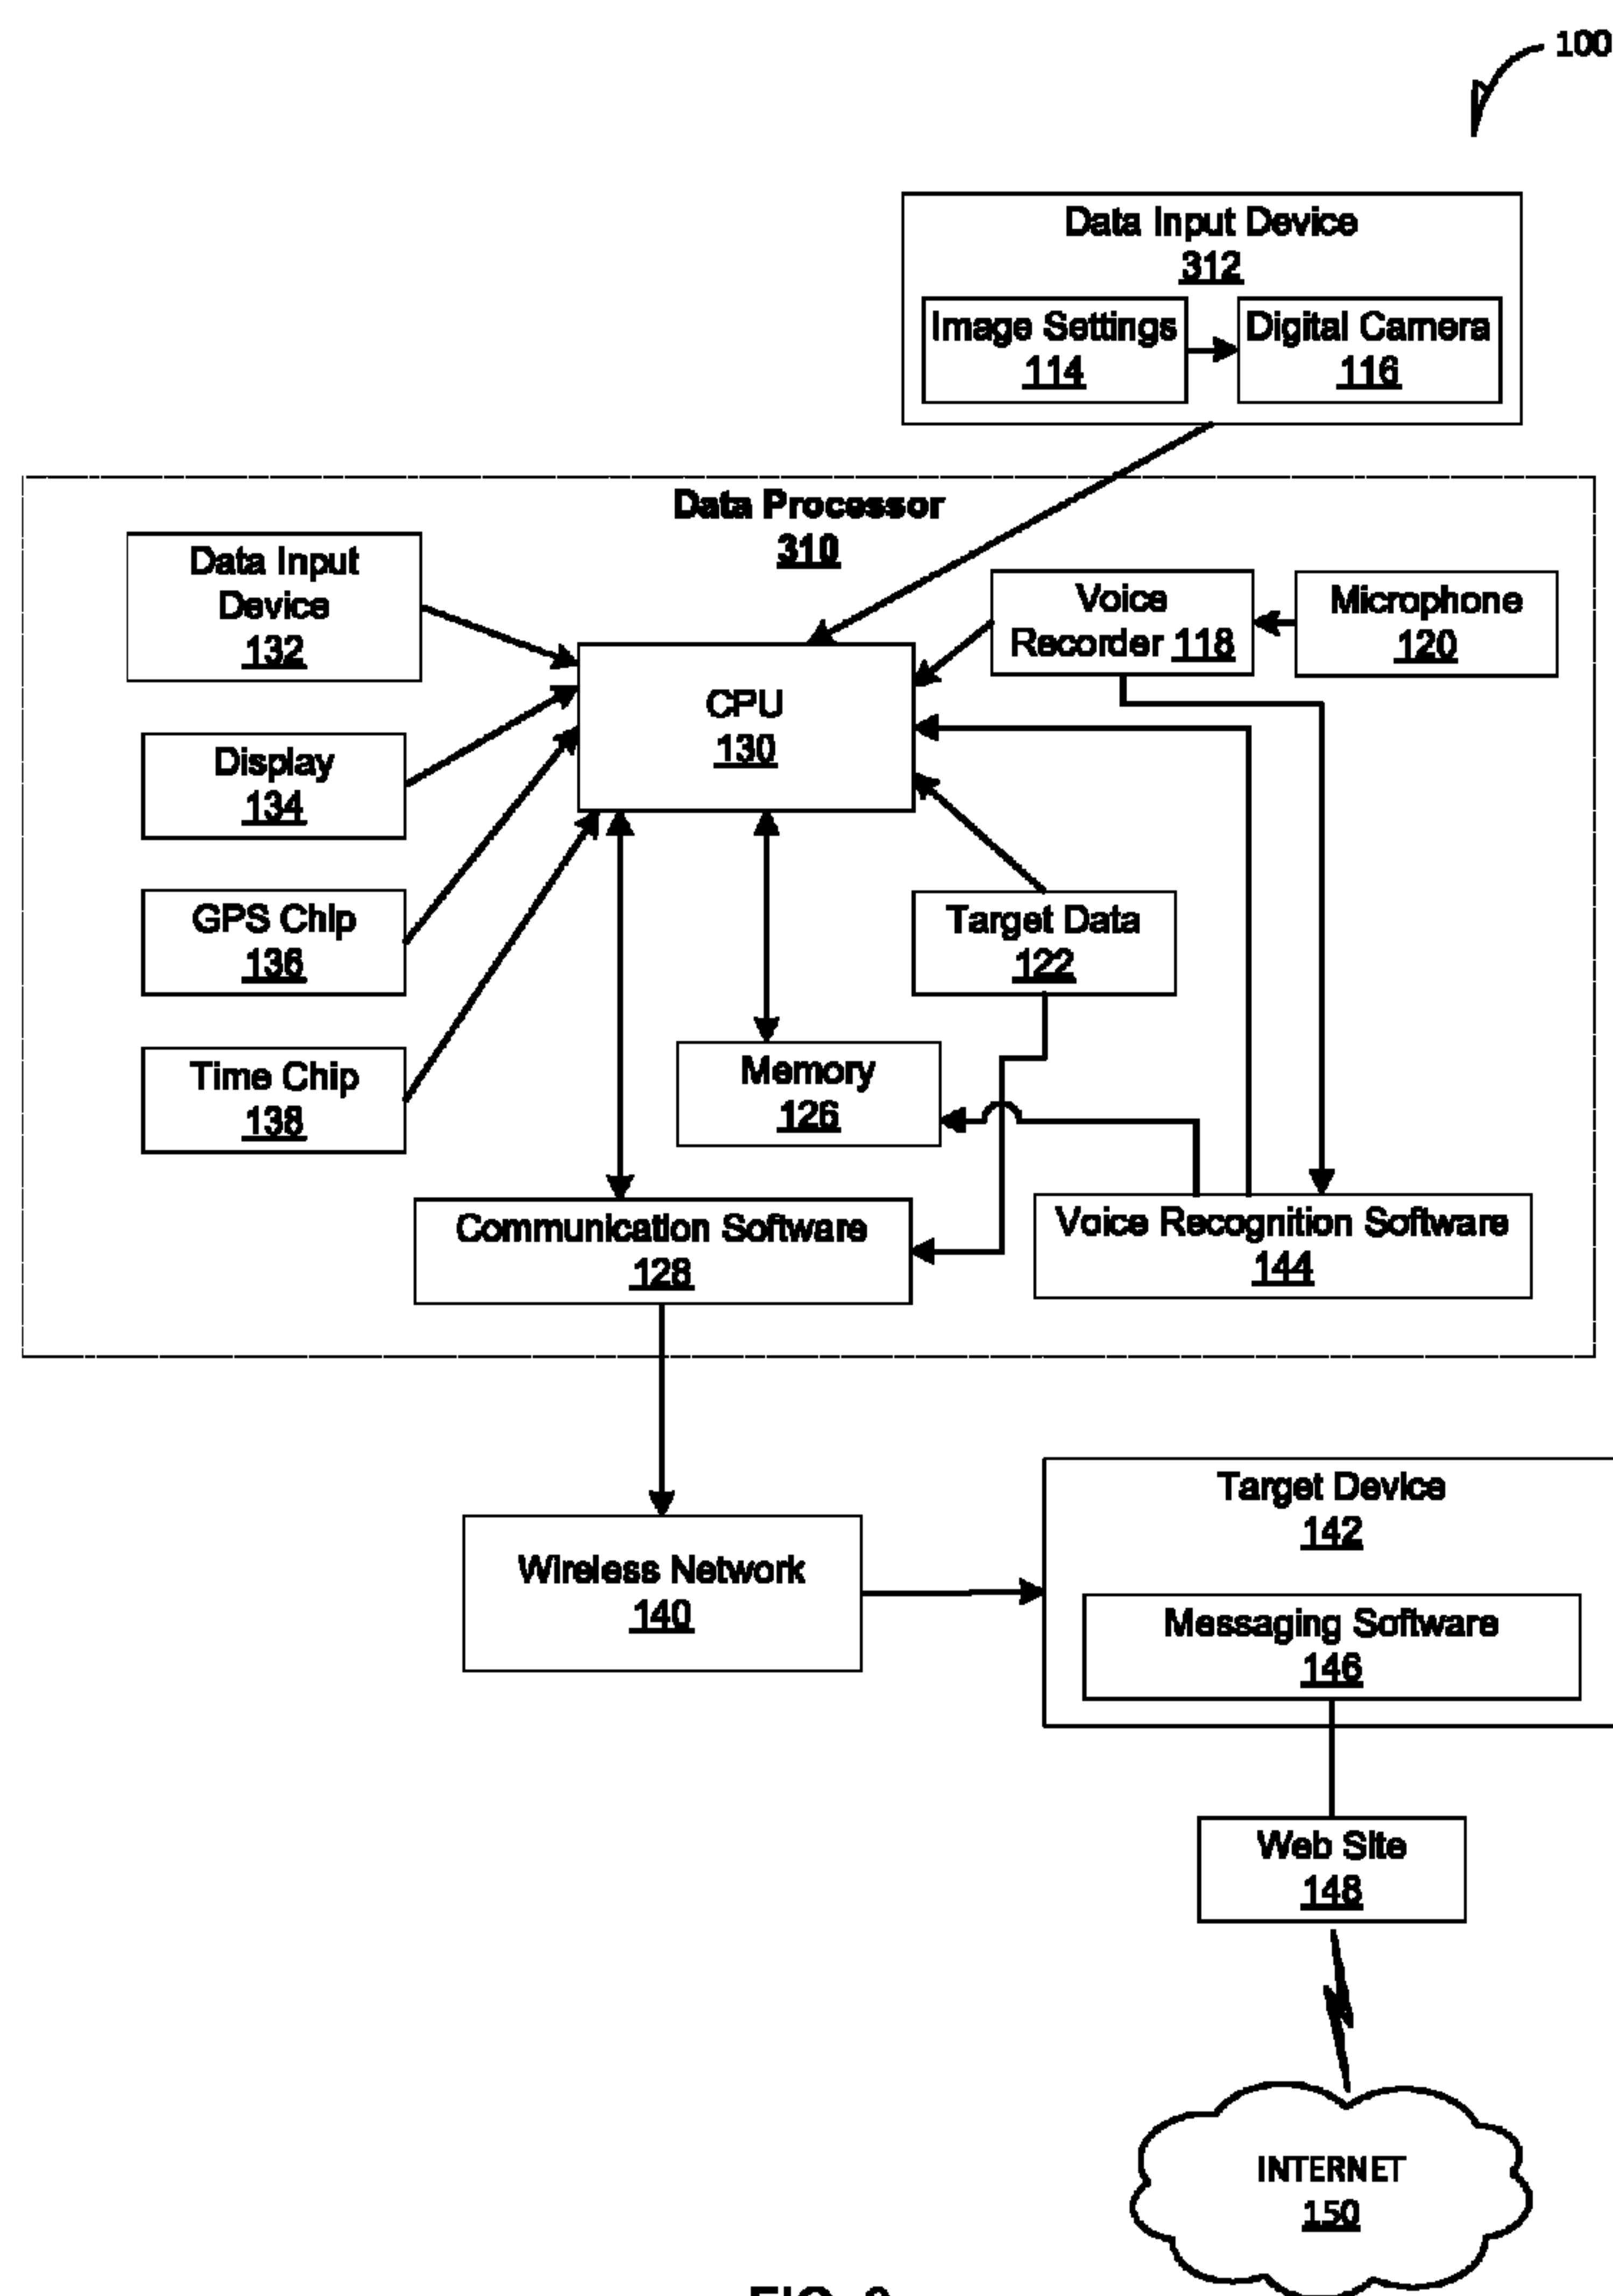 100
Data Input Device
312
Image Settings
114
Digital Camera
116
Data Processor
310
Data Input
Device
132
Voice
Recorder 118
Microphone
120
CPU
130
Display
134
GPS Chip
136
Target Data
122
Time Chip
138
Memory
126
Communication Software
128
Voice Recognition Software
144
Target Device
142
Wireless Network
140
Messaging Software
146
Web Site
148
INTERNET
150
FIG.